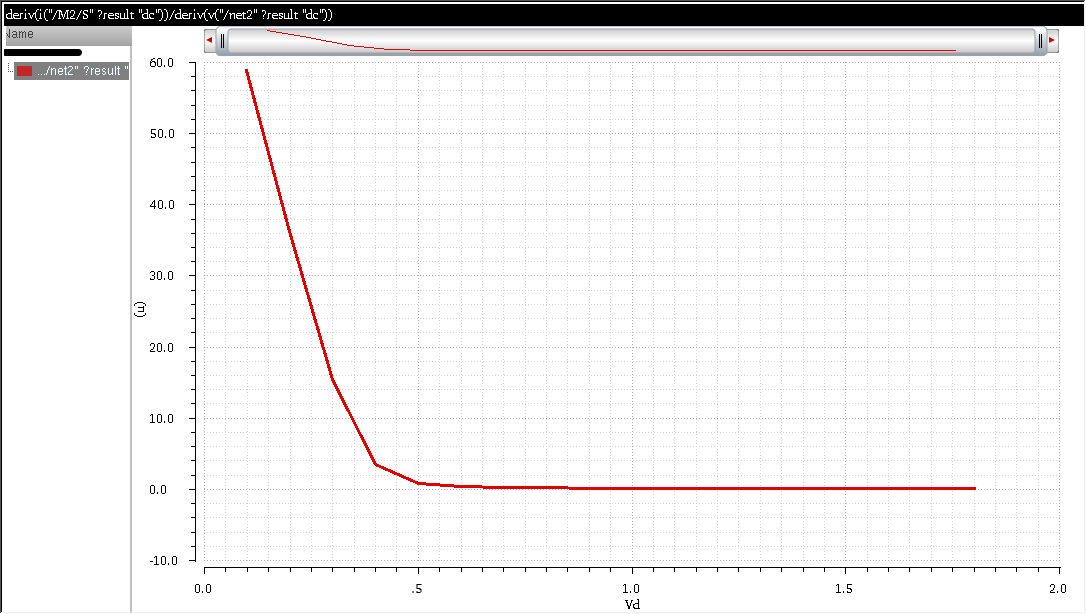 deriv(i("/M2/S" ?result "dc"))/deriv(v("/net2" ?result "dc"))
Name
.../net2" ?result "
60.0
50.0
40.0
30.0
20.0
10.0
0.0
-10.0
(u)
0.0 .5 1.0 1.5 2.0
Vd